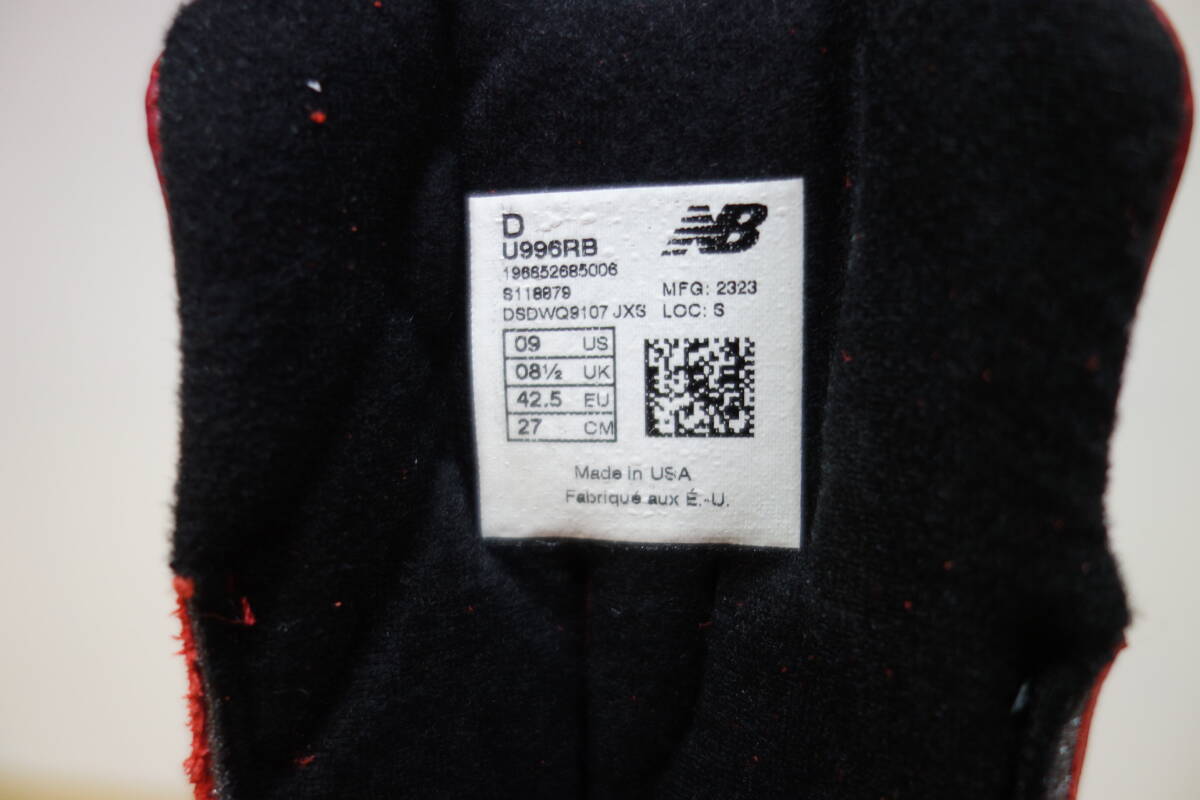 D
NB
U996RB
196652685006
S118879
MFG: 2323
DSDWQ9107 JXS
LOC: S
09 US
08½ UK
42.5 EU
27 CM
Made in USA
Fabriqué aux É.-U.